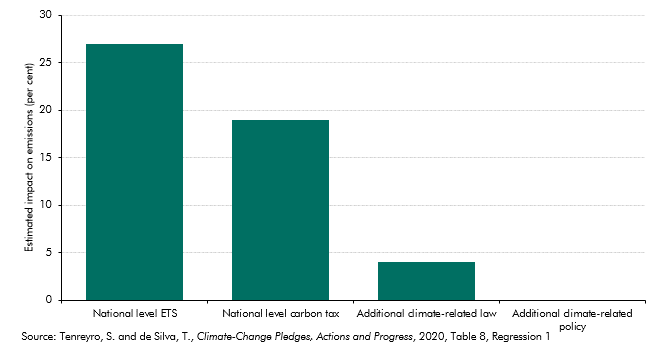 30
25
20
15
10
5
0
Estimated impact on emissions (per cent)
National level ETS
National level carbon tax
Additional climate-related law
Additional climate-related
policy
Source: Tenreyro, S. and de Silva, T., Climate-Change Pledges, Actions and Progress, 2020, Table 8, Regression 1